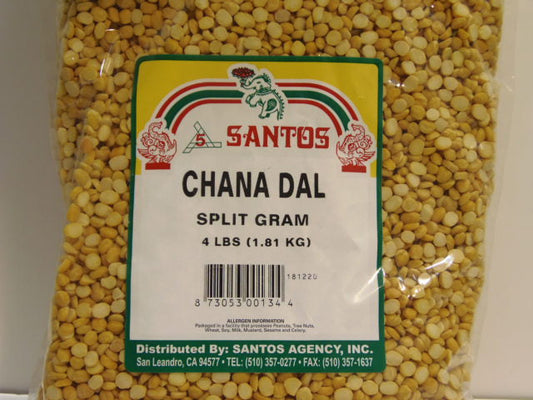 5 SANTOS
CHANA DAL
SPLIT GRAM
4 LBS (1.81 KG)
181220
8 73053 00134 4
ALLERGEN INFORMATION
Packaged in a facility that processes Peanuts, Tree Nuts,
Wheat, Soy, Milk, Mustard, Sesame and Celery.
Distributed By: SANTOS AGENCY, INC.
San Leandro, CA 94577 • TEL: (510) 357-0277 • FAX: (510) 357-1637